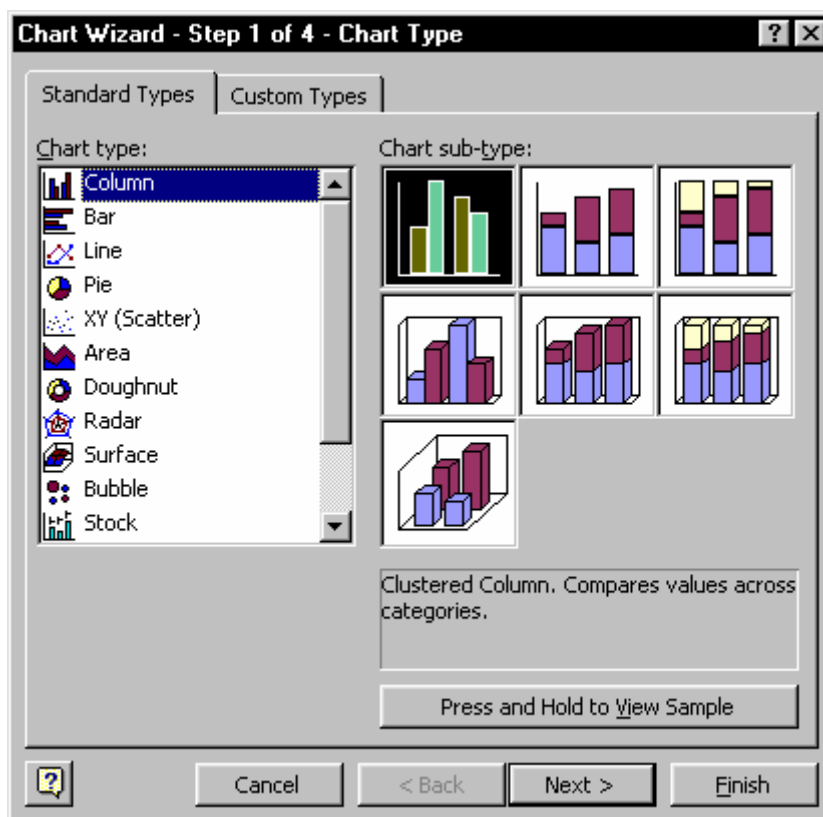 Chart Wizard - Step 1 of 4 - Chart Type
Standard Types
Custom Types
Chart type:
Column
Bar
Line
Pie
XY (Scatter)
Area
Doughnut
Radar
Surface
Bubble
Stock
Chart sub-type:
Clustered Column. Compares values across
categories.
Press and Hold to View Sample
Cancel
< Back
Next >
Finish